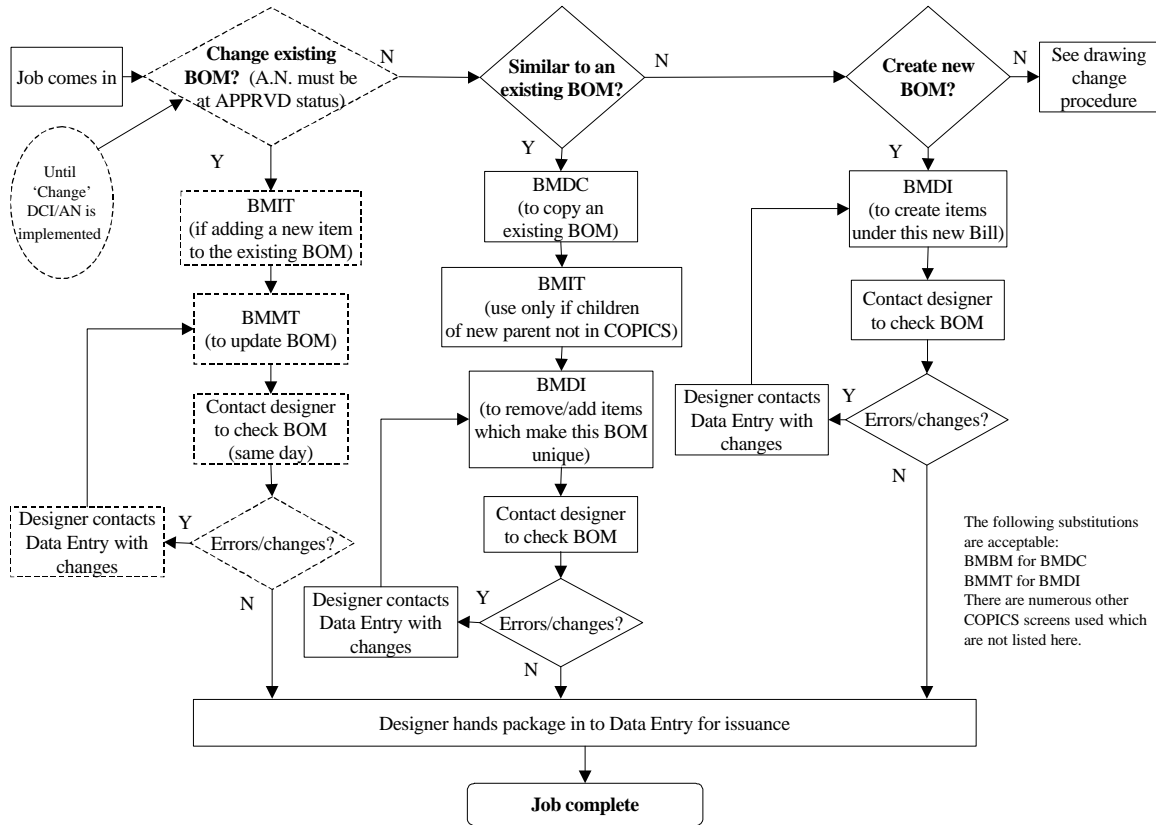 Job comes in
Change existing
BOM? (A.N. must be
at APPRVD status)
N
Similar to an
existing BOM?
N
Create new
BOM?
N
See drawing
change
procedure
Until
‘Change’
DCI/AN is
implemented
Y
BMIT
(if adding a new item
to the existing BOM)
BMMT
(to update BOM)
Contact designer
to check BOM
(same day)
Errors/changes?
Y
Designer contacts
Data Entry with
changes
N
Y
BMDC
(to copy an
existing BOM)
BMIT
(use only if children
of new parent not in COPICS)
BMDI
(to remove/add items
which make this BOM
unique)
Contact designer
to check BOM
Errors/changes?
Y
Designer contacts
Data Entry with
changes
N
Y
BMDI
(to create items
under this new Bill)
Contact designer
to check BOM
Errors/changes?
Y
Designer contacts
Data Entry with
changes
N
The following substitutions
are acceptable:
BMBM for BMDC
BMMT for BMDI
There are numerous other
COPICS screens used which
are not listed here.
Designer hands package in to Data Entry for issuance
Job complete